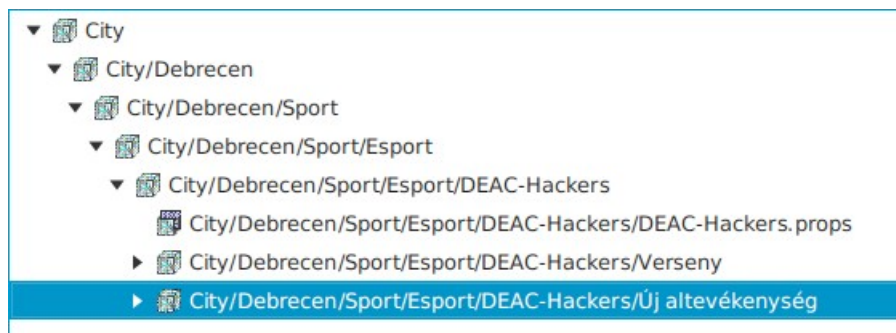 City
City/Debrecen
City/Debrecen/Sport
City/Debrecen/Sport/Esport
City/Debrecen/Sport/Esport/DEAC-Hackers
City/Debrecen/Sport/Esport/DEAC-Hackers/DEAC-Hackers.props
City/Debrecen/Sport/Esport/DEAC-Hackers/Verseny
City/Debrecen/Sport/Esport/DEAC-Hackers/Új altevékenység